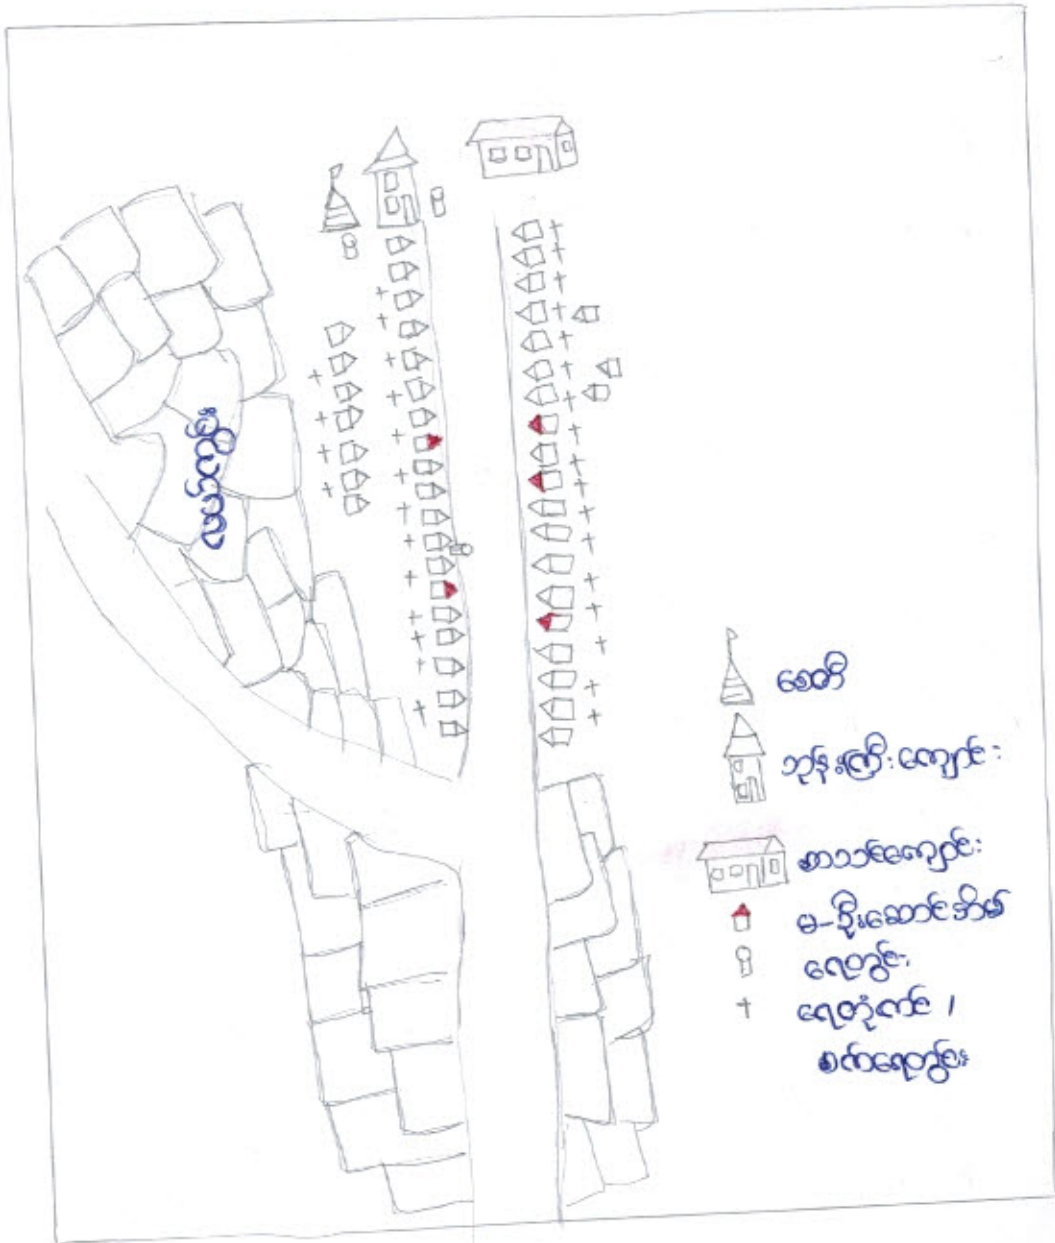 လယ်ကွင်း
စေတီ
ဘုန်းကြီးကျောင်း
စာသင်ကျောင်း
မ-ဦးဆောင်အိမ်
ရေတွင်း
ရေတုံကင် /
စက်ရေတွင်း